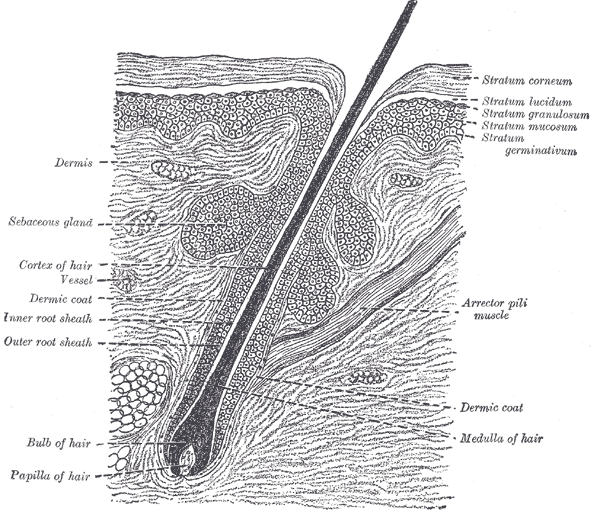 Stratum corneum
Stratum lucidum
Stratum granulosum
Stratum mucosum
Stratum
germinativum
Dermis
Sebaceous gland
Cortex of hair
Vessel
Dermic coat
Inner root sheath
Outer root sheath
Bulb of hair
Papilla of hair
Arrector pili
muscle
Dermic coat
Medulla of hair